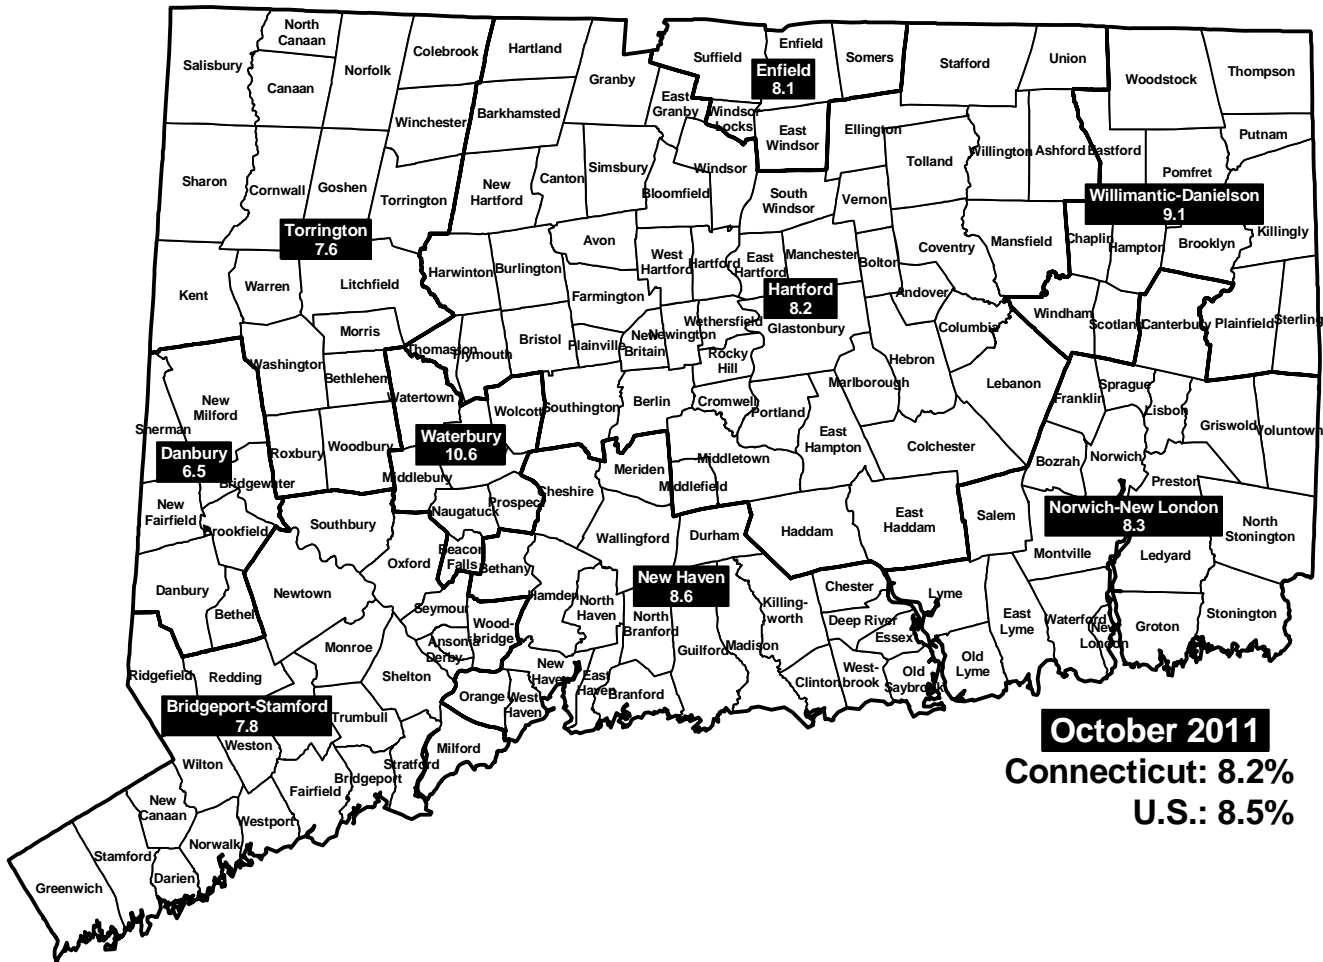 North
Canaan
Colebrook
Hartland
Suffield
Enfield
Somers
Stafford
Union
Woodstock
Thompson
Salisbury
Norfolk
Canaan
Granby
Enfield
8.1
Winchester
Barkhamsted
East
Granby
Windsor
Locks
East
Windsor
Ellington
Tolland
Willington
Ashford
Eastford
Putnam
Pomfret
Sharon
Cornwall
Goshen
Torrington
New
Hartford
Canton
Simsbury
Bloomfield
Windsor
South
Windsor
Vernon
Willimantic-Danielson
9.1
Torrington
7.6
Avon
West
Hartford
Hartford
East
Hartford
Manchester
Bolton
Coventry
Mansfield
Chaplin
Hampton
Brooklyn
Killingly
Kent
Warren
Litchfield
Harwinton
Burlington
Farmington
Hartford
8.2
Andover
Columbia
Windham
Scotland
Canterbury
Plainfield
Sterling
Morris
Thomaston
Plymouth
Bristol
Plainville
New
Britain
Newington
Wethersfield
Glastonbury
Rocky
Hill
Hebron
Washington
Bethlehem
Watertown
Wolcott
Southington
Berlin
Cromwell
Portland
Marlborough
Lebanon
Franklin
Sprague
Lisbon
Griswold
Voluntown
Sherman
New
Milford
Danbury
6.5
Bridgewater
Roxbury
Woodbury
Waterbury
10.6
Middlebury
Meriden
Middletown
Middlefield
East
Hampton
Colchester
Bozrah
Norwich
Preston
New
Fairfield
Brookfield
Southbury
Naugatuck
Prospect
Cheshire
Wallingford
Durham
Haddam
East
Haddam
Salem
Norwich-New London
8.3
North
Stonington
Montville
Ledyard
Danbury
Bethel
Newtown
Oxford
Beacon
Falls
Bethany
Hamden
North
Haven
New Haven
8.6
North
Branford
Killing-
worth
Chester
Deep River
Essex
Lyme
East
Lyme
Waterford
New
London
Groton
Stonington
Seymour
Wood-
bridge
Ansonia
Derby
Monroe
Shelton
Guilford
Madison
Ridgefield
Redding
Orange
New
Haven
West
Haven
East
Haven
Branford
Clinton
West-
brook
Old
Saybrook
Old
Lyme
Bridgeport-Stamford
7.8
Trumbull
Weston
Wilton
Milford
Stratford
Bridgeport
Fairfield
New
Canaan
Westport
Norwalk
Stamford
Darien
Greenwich
October 2011
Connecticut: 8.2%
U.S.: 8.5%